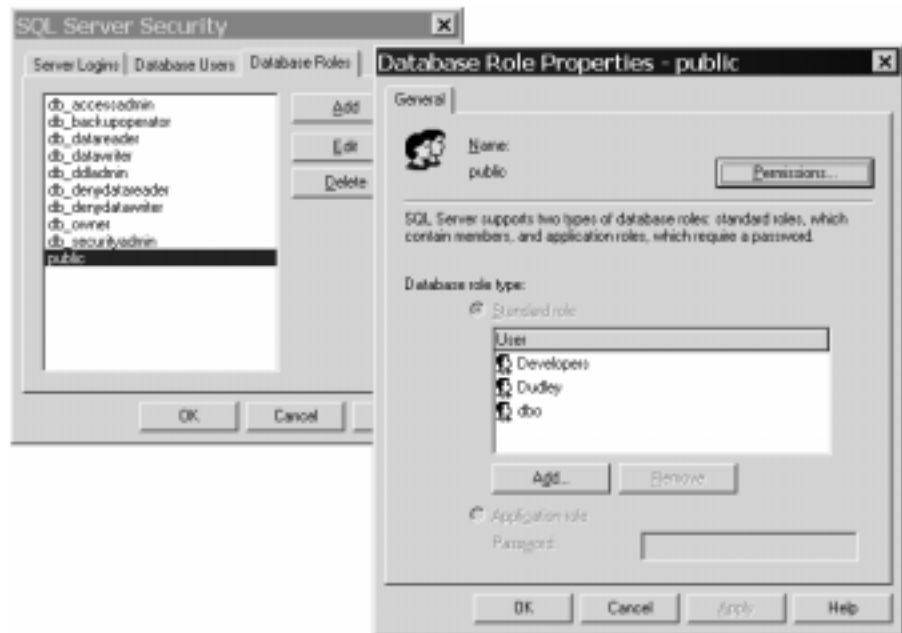 SQL Server Security
Server Logins Database Users Database Roles
db_accessadmin
db_backupoperator
db_datareader
db_datawriter
db_ddladmin
db_denydatareader
db_denydatawriter
db_owner
db_securityadmin
public
Add
Edit
Delete
OK Cancel
Database Role Properties - public
General
Name:
public
Permissions...
SQL Server supports two types of database roles: standard roles, which
contain members, and application roles, which require a password.
Database role type:
Standard role
User
Developers
Dudley
dbo
Add... Remove
Application role
Password:
OK Cancel Apply Help